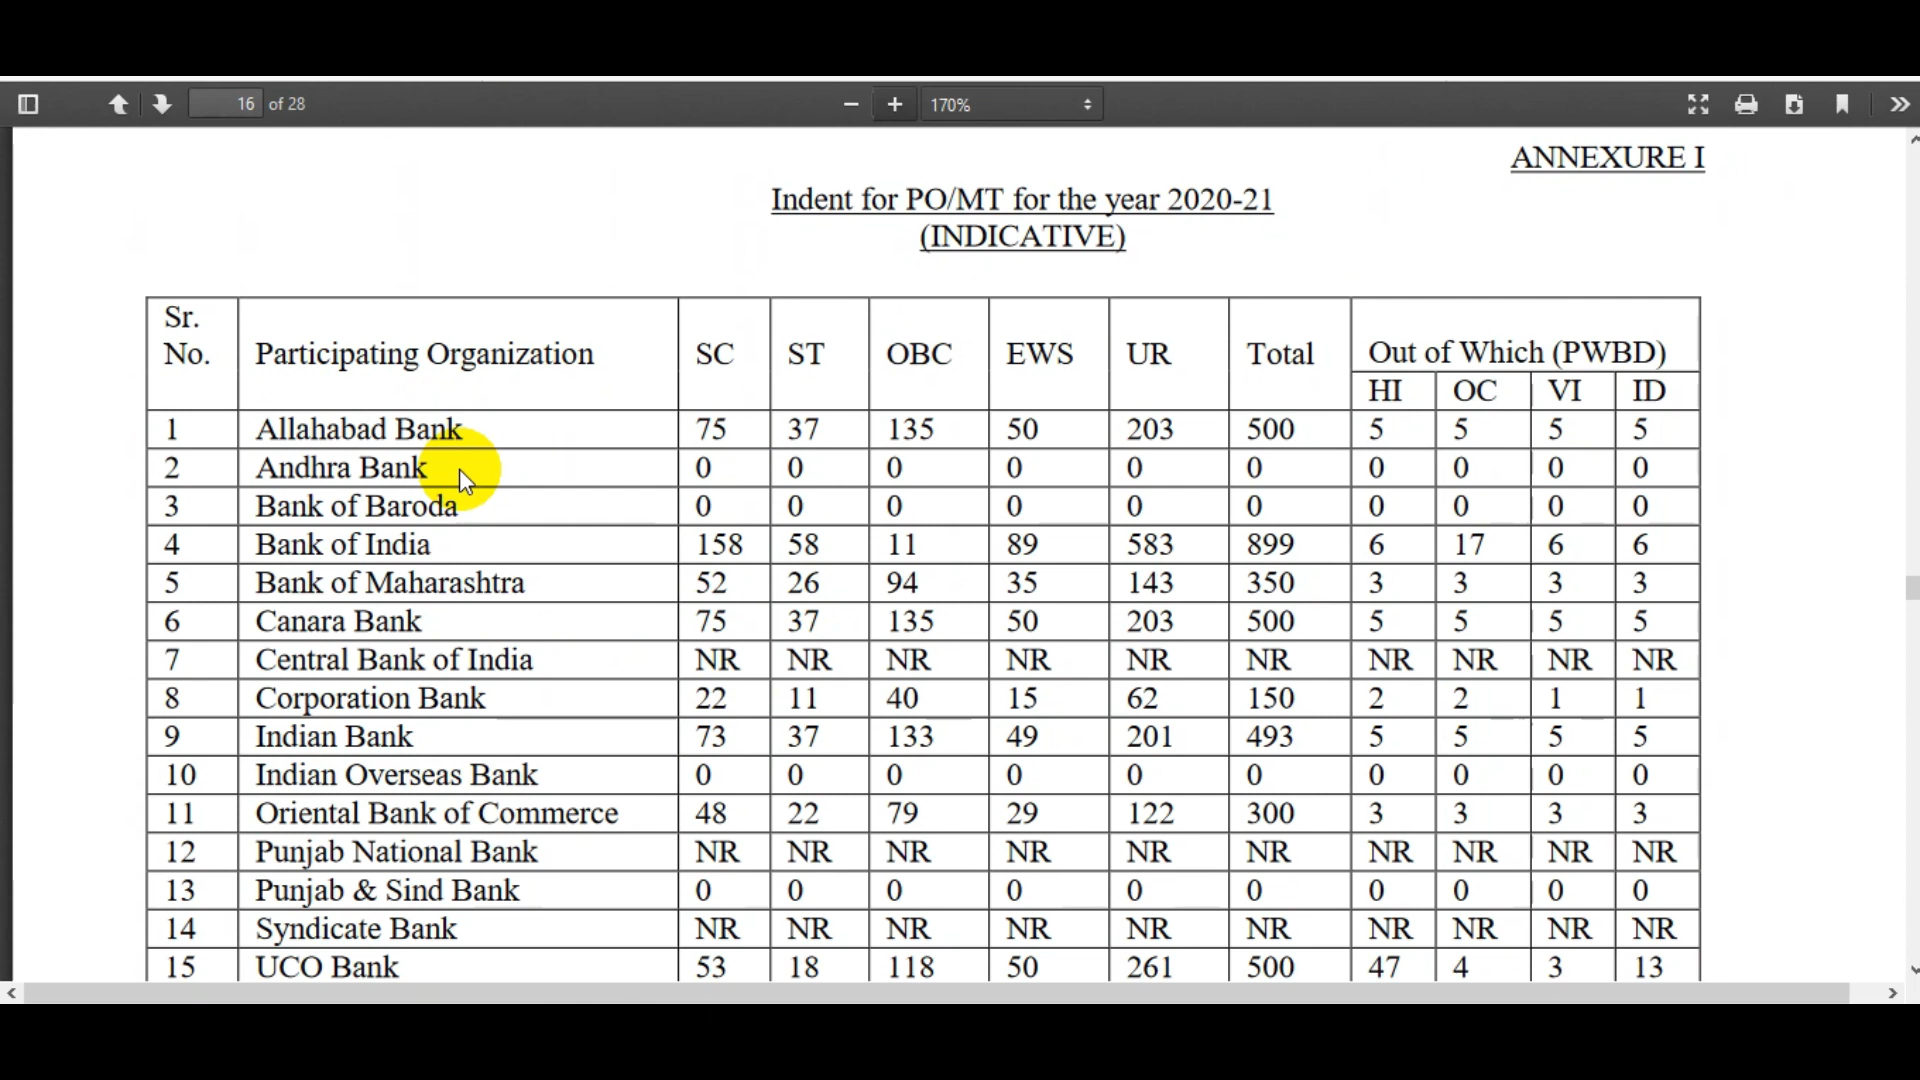 16 of 28
170%
ANNEXURE I
Indent for PO/MT for the year 2020-21
(INDICATIVE)
Sr. No. Participating Organization SC ST OBC EWS UR Total Out of Which (PWBD)
HI OC VI ID
1 Allahabad Bank 75 37 135 50 203 500 5 5 5 5
2 Andhra Bank 0 0 0 0 0 0 0 0 0 0
3 Bank of Baroda 0 0 0 0 0 0 0 0 0 0
4 Bank of India 158 58 11 89 583 899 6 17 6 6
5 Bank of Maharashtra 52 26 94 35 143 350 3 3 3 3
6 Canara Bank 75 37 135 50 203 500 5 5 5 5
7 Central Bank of India NR NR NR NR NR NR NR NR NR NR
8 Corporation Bank 22 11 40 15 62 150 2 2 1 1
9 Indian Bank 73 37 133 49 201 493 5 5 5 5
10 Indian Overseas Bank 0 0 0 0 0 0 0 0 0 0
11 Oriental Bank of Commerce 48 22 79 29 122 300 3 3 3 3
12 Punjab National Bank NR NR NR NR NR NR NR NR NR NR
13 Punjab & Sind Bank 0 0 0 0 0 0 0 0 0 0
14 Syndicate Bank NR NR NR NR NR NR NR NR NR NR
15 UCO Bank 53 18 118 50 261 500 47 4 3 13